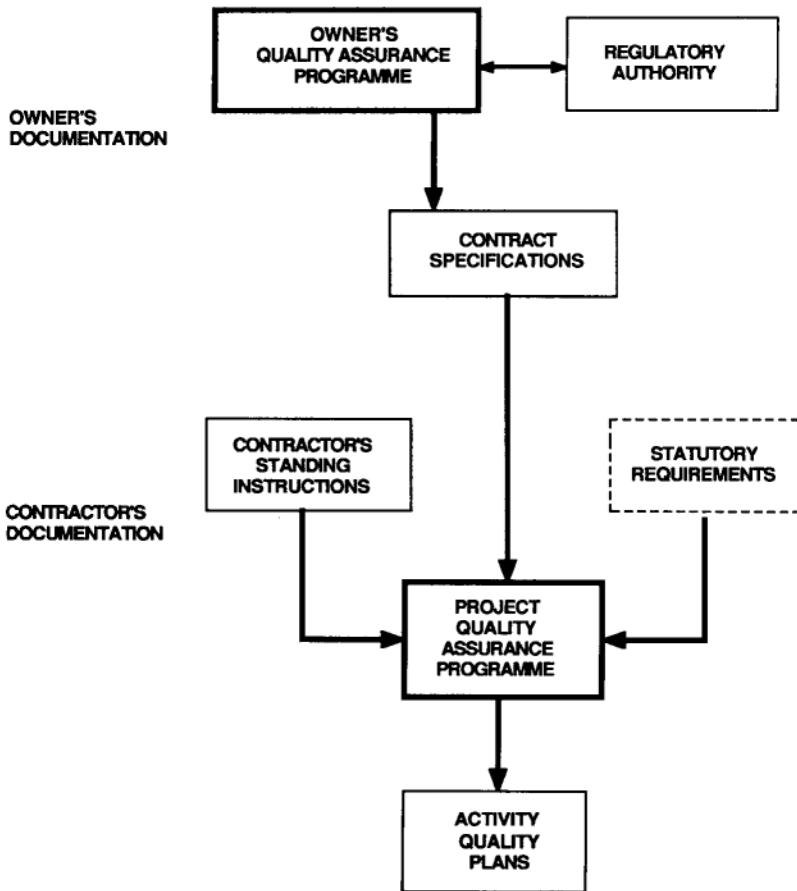 OWNER'S
QUALITY ASSURANCE
PROGRAMME
REGULATORY
AUTHORITY
OWNER'S
DOCUMENTATION
CONTRACT
SPECIFICATIONS
CONTRACTOR'S
STANDING
INSTRUCTIONS
STATUTORY
REQUIREMENTS
CONTRACTOR'S
DOCUMENTATION
PROJECT
QUALITY
ASSURANCE
PROGRAMME
ACTIVITY
QUALITY
PLANS